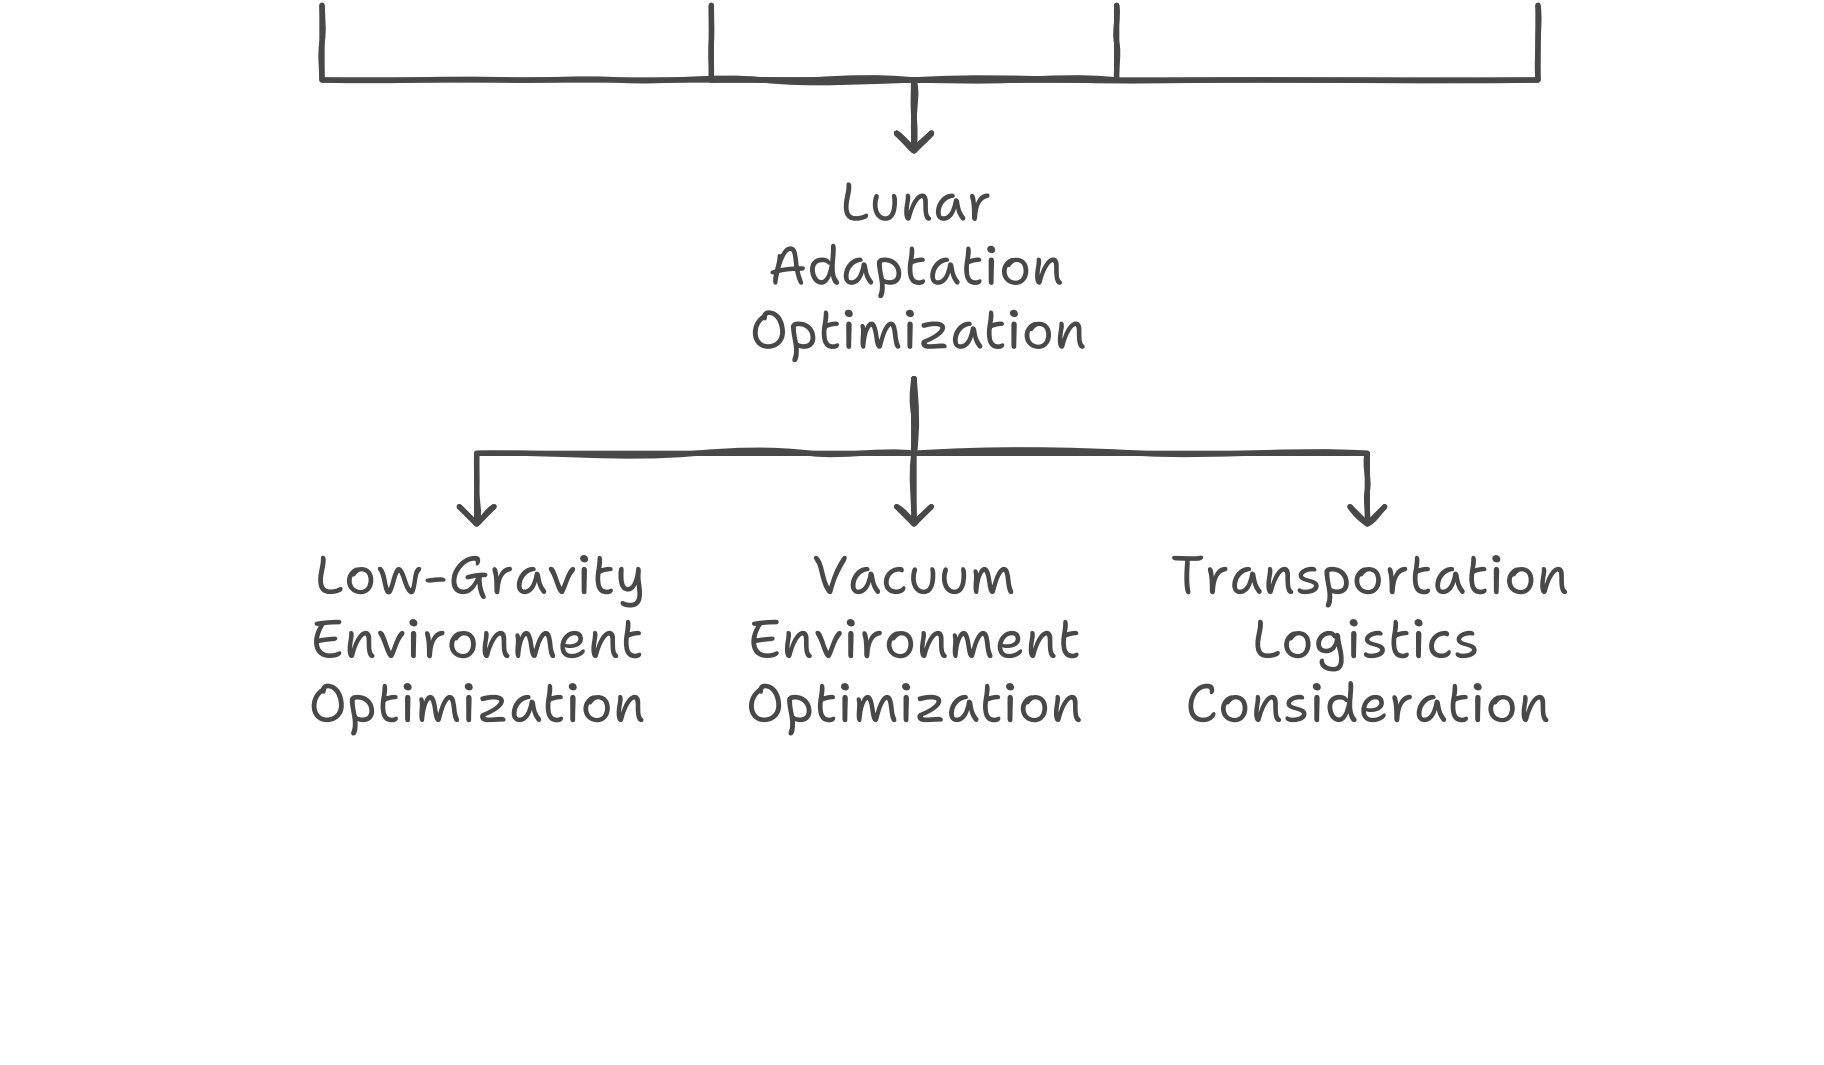 Lunar
Adaptation
Optimization
Low-Gravity
Environment
Optimization
Vacuum
Environment
Optimization
Transportation
Logistics
Consideration